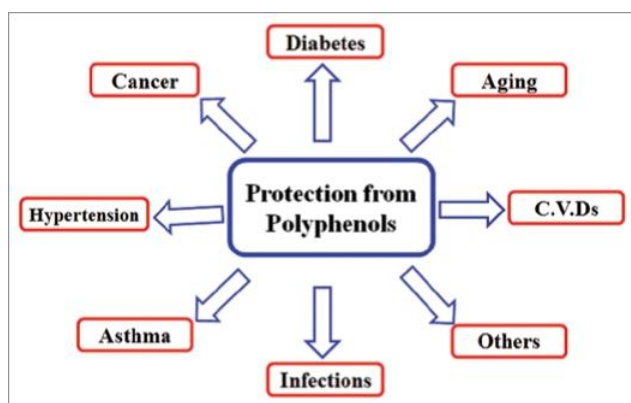 Diabetes
Cancer
Aging
Protection from
Polyphenols
Hypertension
C.V.Ds
Asthma
Others
Infections